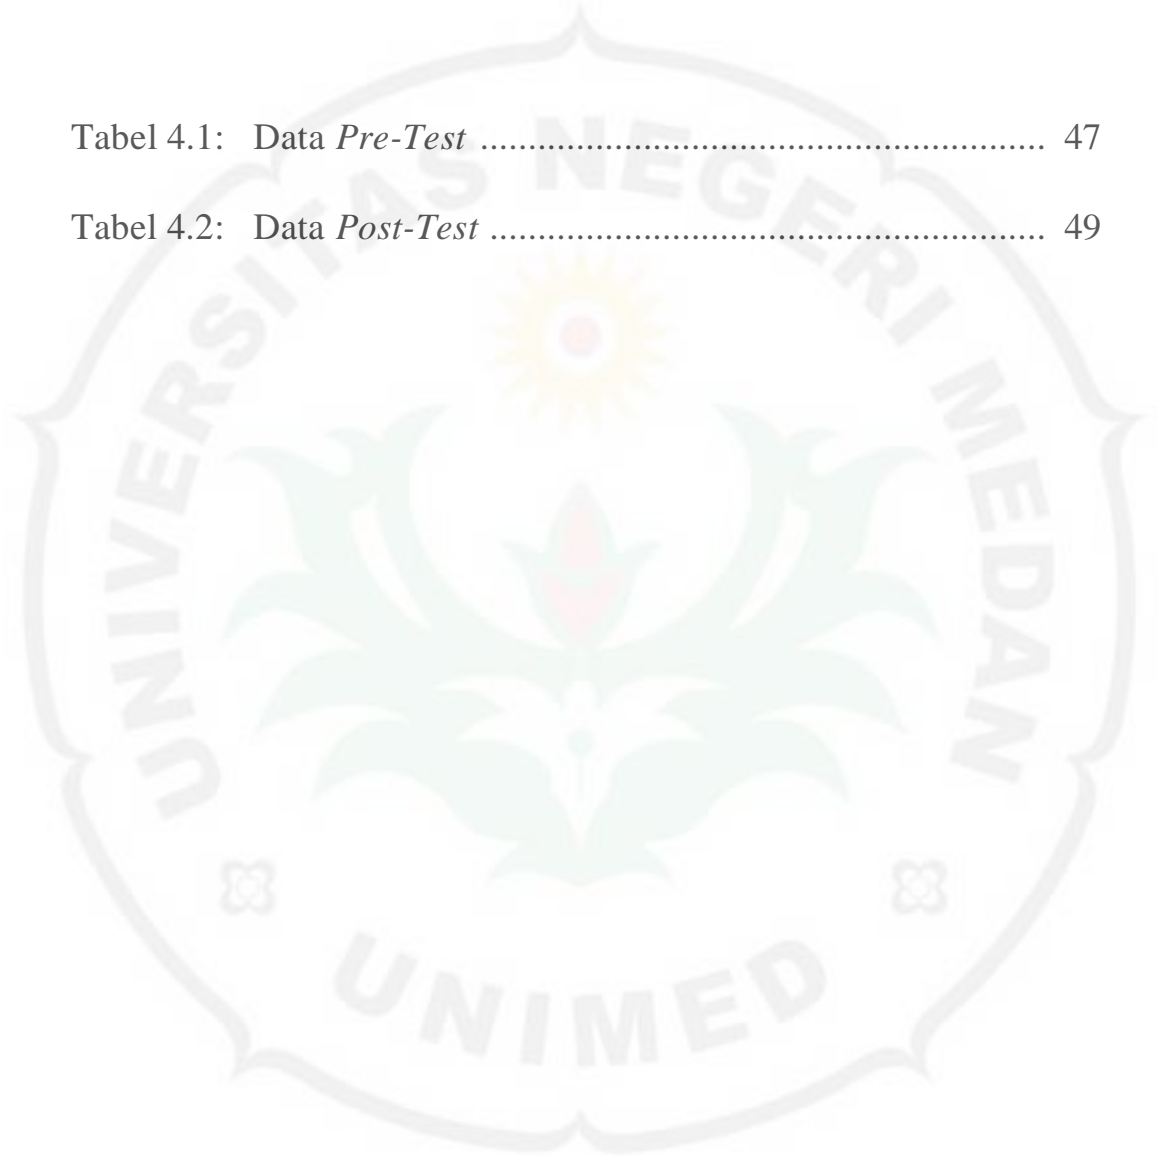 Tabel 4.1: Data Pre-Test ........................................................... 47
Tabel 4.2: Data Post-Test .......................................................... 49
UNIVERSITAS NEGERI MEDAN
UNIMED